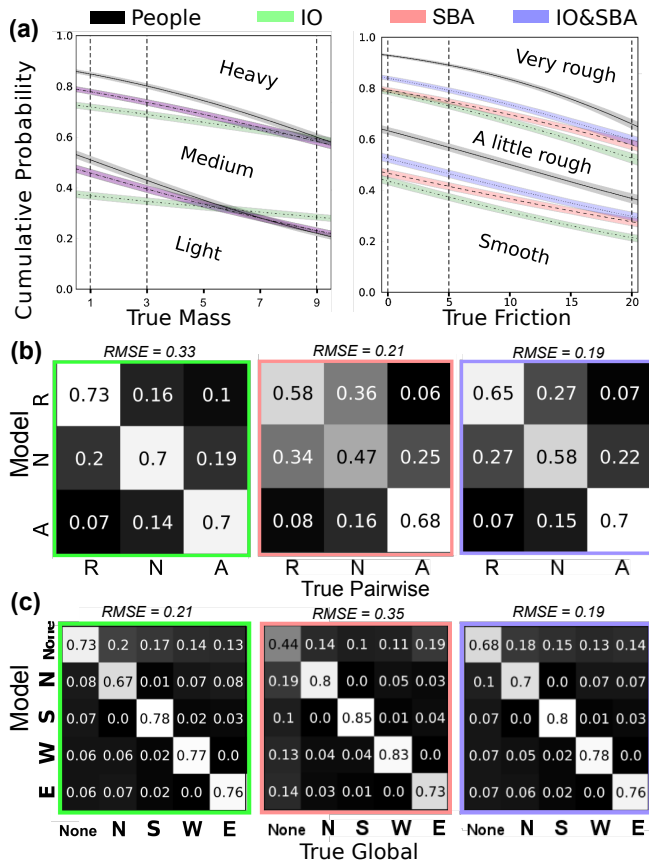 (a)
People IO SBA IO&SBA
Cumulative Probability
1.0
0.8
0.6
0.4
0.2
0.0
Heavy
Medium
Light
1 3 5 7 9
True Mass
1.0
0.8
0.6
0.4
0.2
0.0
Very rough
A little rough
Smooth
0 5 10 15 20
True Friction
(b)
RMSE = 0.33 RMSE = 0.21 RMSE = 0.19
Model
R 0.73 0.16 0.1 0.58 0.36 0.06 0.65 0.27 0.07
N 0.2 0.7 0.19 0.34 0.47 0.25 0.27 0.58 0.22
A 0.07 0.14 0.7 0.08 0.16 0.68 0.07 0.15 0.7
R N A R N A R N A
True Pairwise
(c)
RMSE = 0.21 RMSE = 0.35 RMSE = 0.19
Model
None 0.73 0.2 0.17 0.14 0.13 0.44 0.14 0.1 0.11 0.19 0.68 0.18 0.15 0.13 0.14
N 0.08 0.67 0.01 0.07 0.08 0.19 0.8 0.0 0.05 0.03 0.1 0.7 0.0 0.07 0.07
S 0.07 0.0 0.78 0.02 0.03 0.1 0.0 0.85 0.01 0.04 0.07 0.0 0.8 0.02 0.03
W 0.06 0.06 0.02 0.77 0.0 0.13 0.04 0.04 0.83 0.0 0.07 0.05 0.02 0.78 0.0
E 0.06 0.07 0.02 0.0 0.76 0.14 0.03 0.01 0.0 0.73 0.07 0.07 0.02 0.0 0.76
None N S W E None N S W E None N S W E
True Global